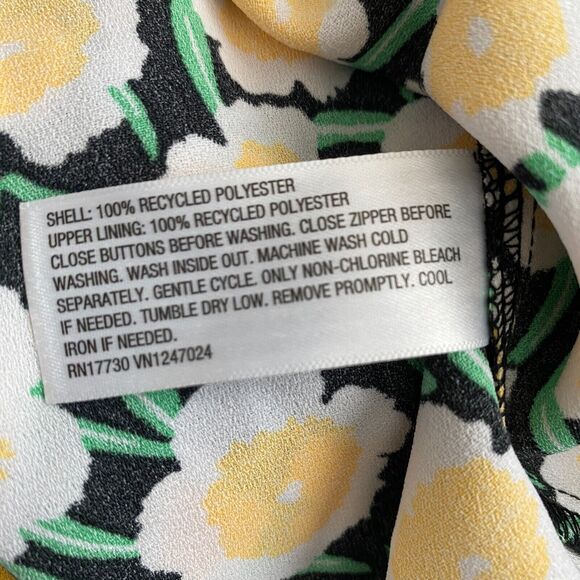 SHELL: 100% RECYCLED POLYESTER
UPPER LINING: 100% RECYCLED POLYESTER
CLOSE BUTTONS BEFORE WASHING. CLOSE ZIPPER BEFORE
WASHING. WASH INSIDE OUT. MACHINE WASH COLD
SEPARATELY. GENTLE CYCLE. ONLY NON-CHLORINE BLEACH
IF NEEDED. TUMBLE DRY LOW. REMOVE PROMPTLY. COOL
IRON IF NEEDED.
RN17730 VN1247024